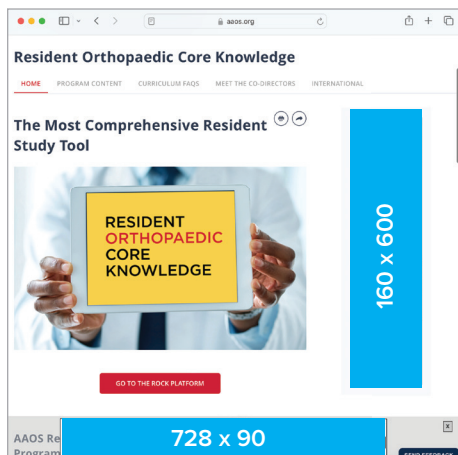 aaos.org
Resident Orthopaedic Core Knowledge
HOME PROGRAM CONTENT CURRICULUM FAQS MEET THE CO-DIRECTORS INTERNATIONAL
The Most Comprehensive Resident
Study Tool
RESIDENT
ORTHOPAEDIC
CORE
KNOWLEDGE
160 x 600
GO TO THE ROCK PLATFORM
X
AAOS Re
728 x 90
Program
SEND FEEDBACK